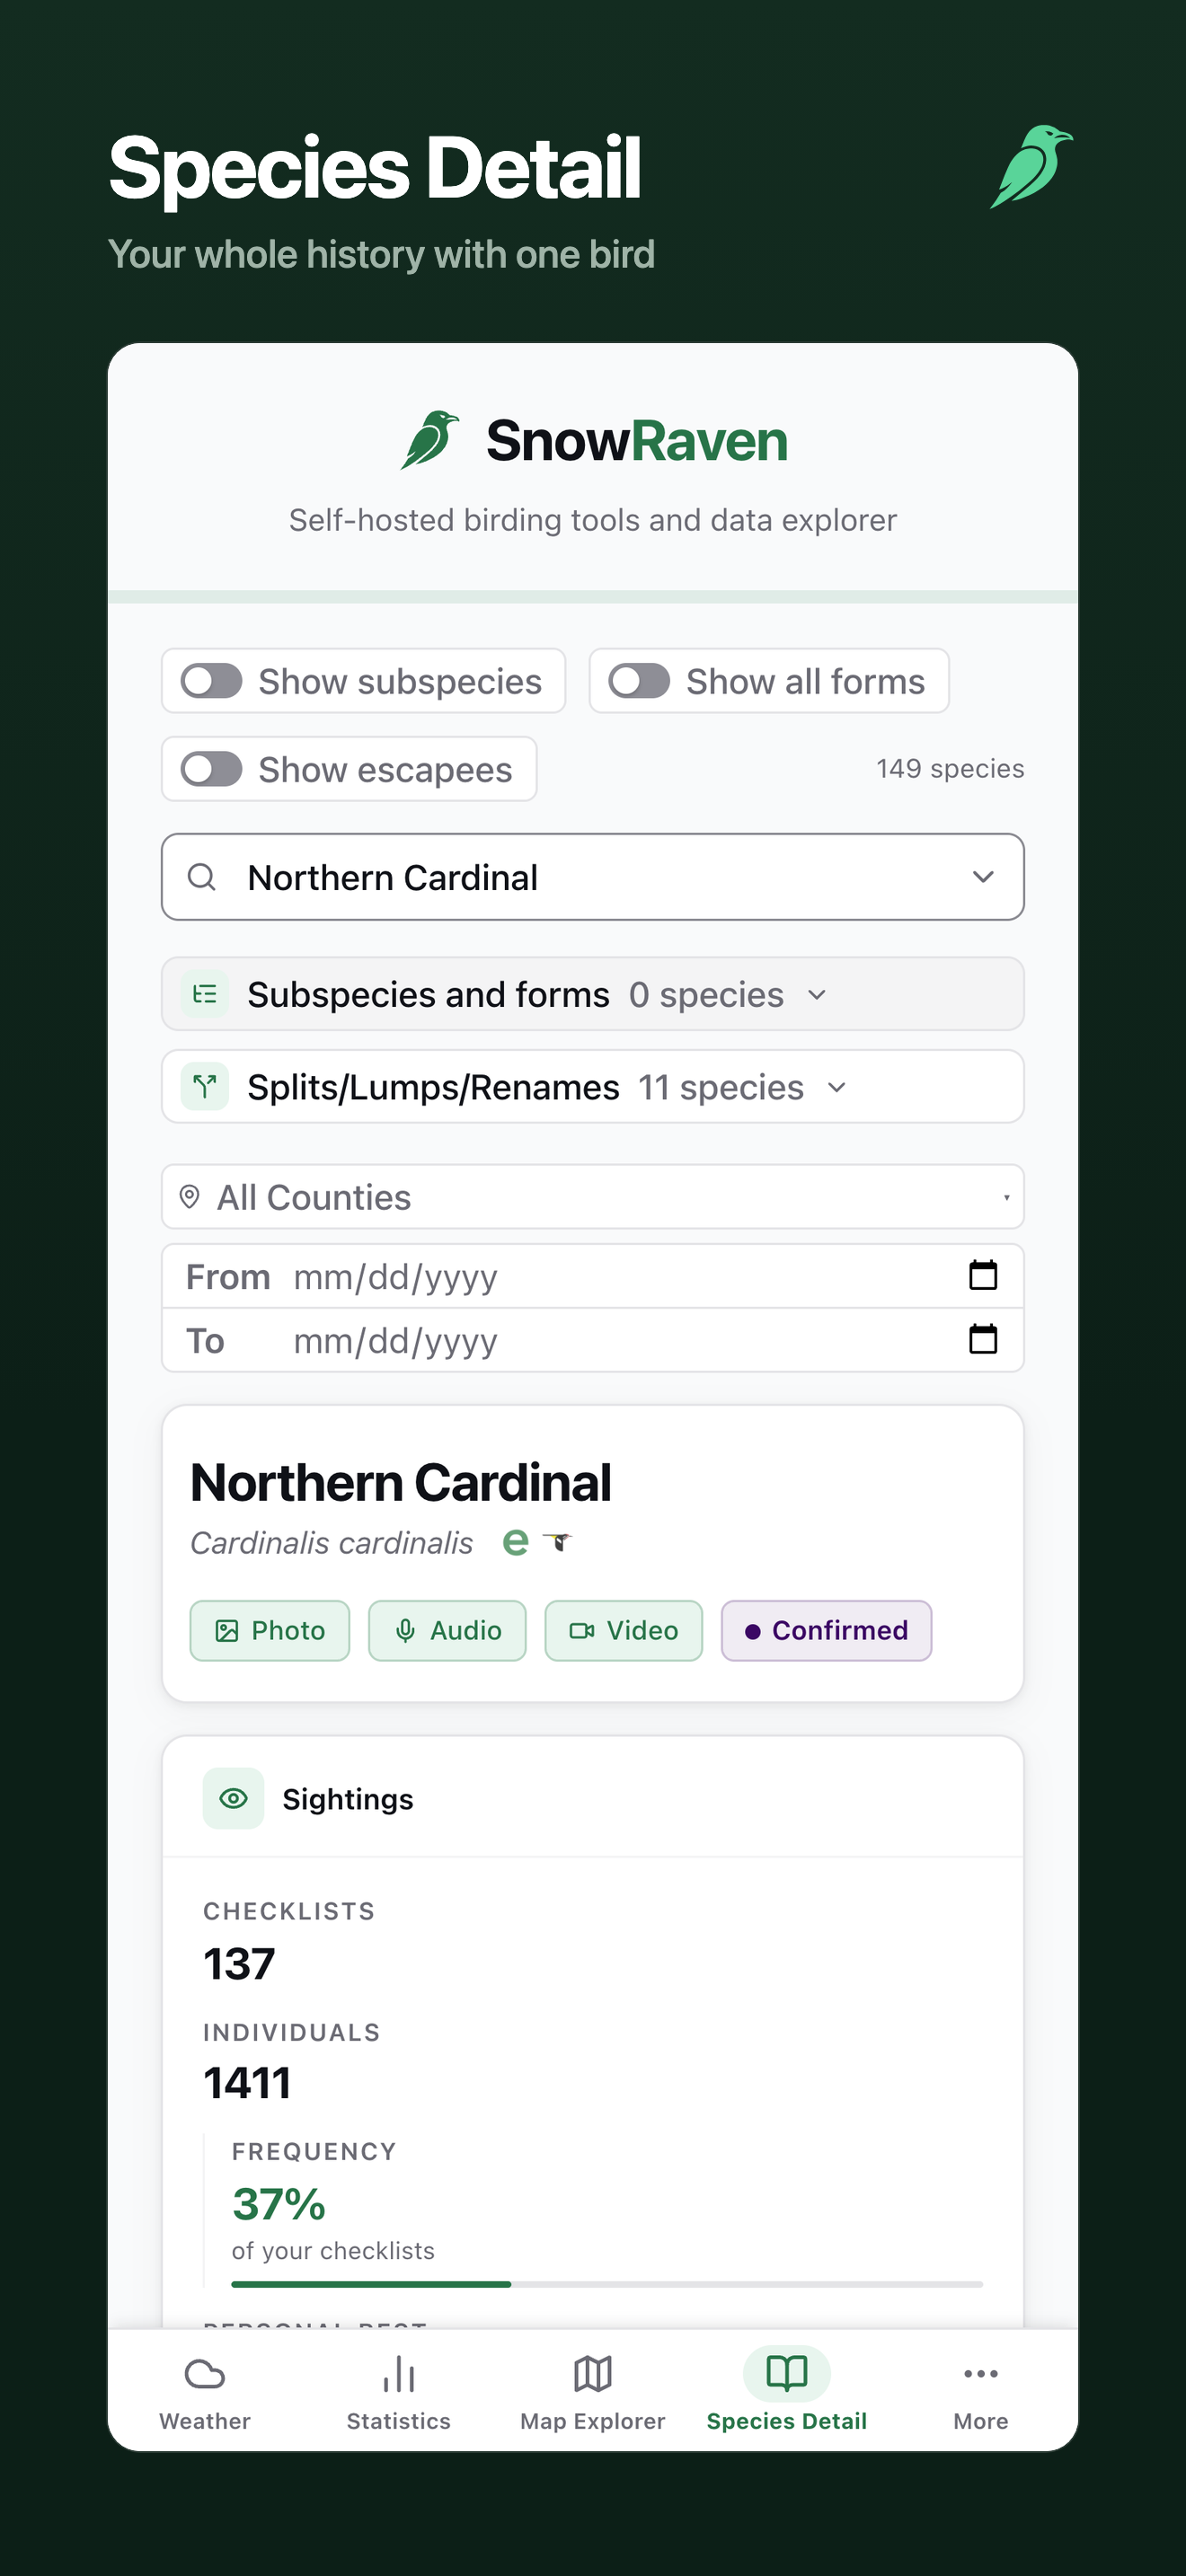 Species Detail
Your whole history with one bird
SnowRaven
Self-hosted birding tools and data explorer
Show subspecies
Show all forms
Show escapees
149 species
Northern Cardinal
Subspecies and forms 0 species
Splits/Lumps/Renames 11 species
All Counties
From mm/dd/yyyy
To mm/dd/yyyy
Northern Cardinal
Cardinalis cardinalis e
Photo
Audio
Video
Confirmed
Sightings
CHECKLISTS
137
INDIVIDUALS
1411
FREQUENCY
37%
of your checklists
PERSONAL BEST
Weather
Statistics
Map Explorer
Species Detail
More